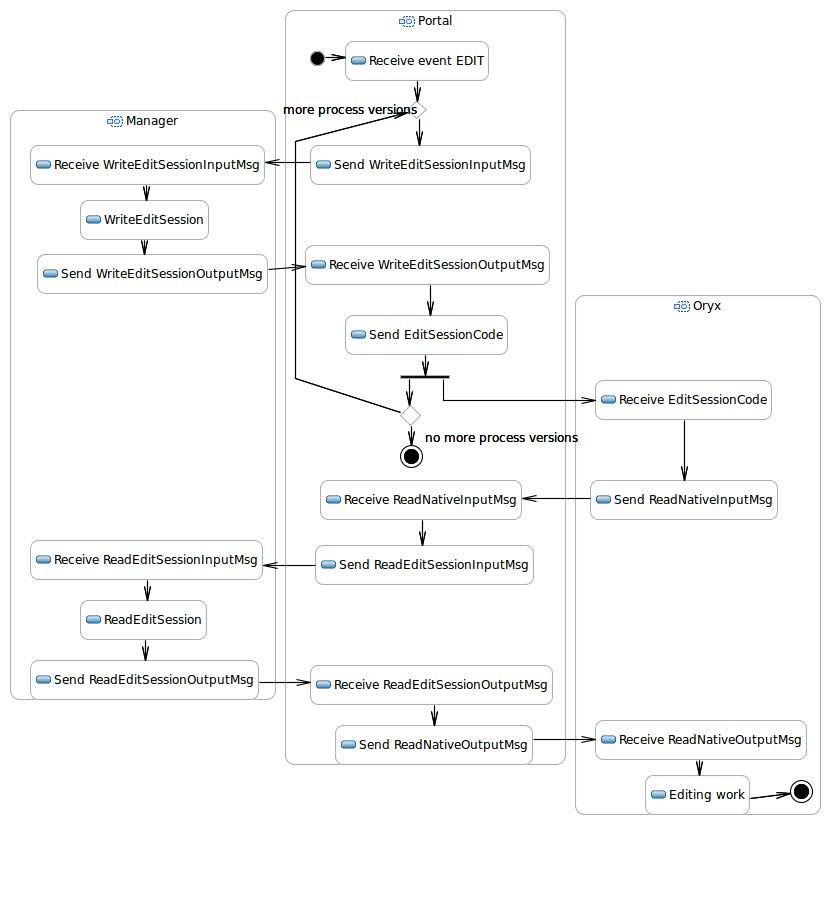 Portal
Receive event EDIT
more process versions
Manager
Receive WriteEditSessionInputMsg
Send WriteEditSessionInputMsg
WriteEditSession
Send WriteEditSessionOutputMsg
Receive WriteEditSessionOutputMsg
Oryx
Send EditSessionCode
Receive EditSessionCode
no more process versions
Receive ReadNativeInputMsg
Send ReadNativeInputMsg
Receive ReadEditSessionInputMsg
Send ReadEditSessionInputMsg
ReadEditSession
Send ReadEditSessionOutputMsg
Receive ReadEditSessionOutputMsg
Send ReadNativeOutputMsg
Receive ReadNativeOutputMsg
Editing work